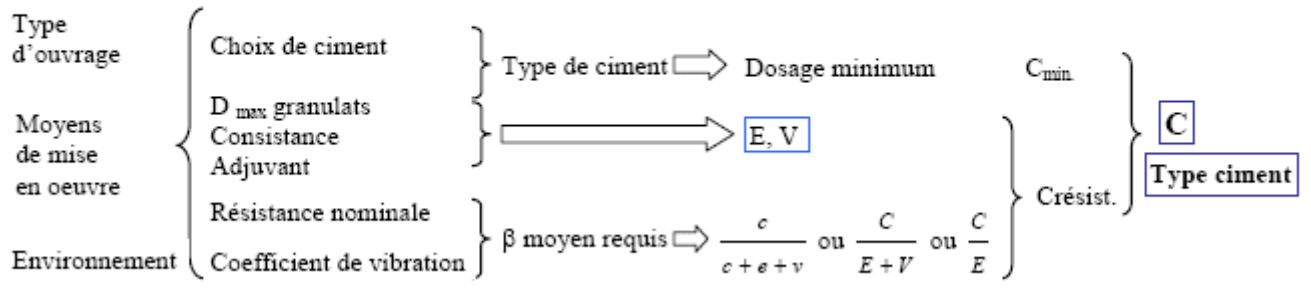 Type
d'ouvrage
Moyens
de mise
en oeuvre
Environnement
Choix de ciment
D max granulats
Consistance
Adjuvant
Résistance nominale
Coefficient de vibration
Type de ciment
Dosage minimum
Cmin.
E, V
β moyen requis
c / c + e + v ou C / E + V ou C / E
Crésist.
C
Type ciment